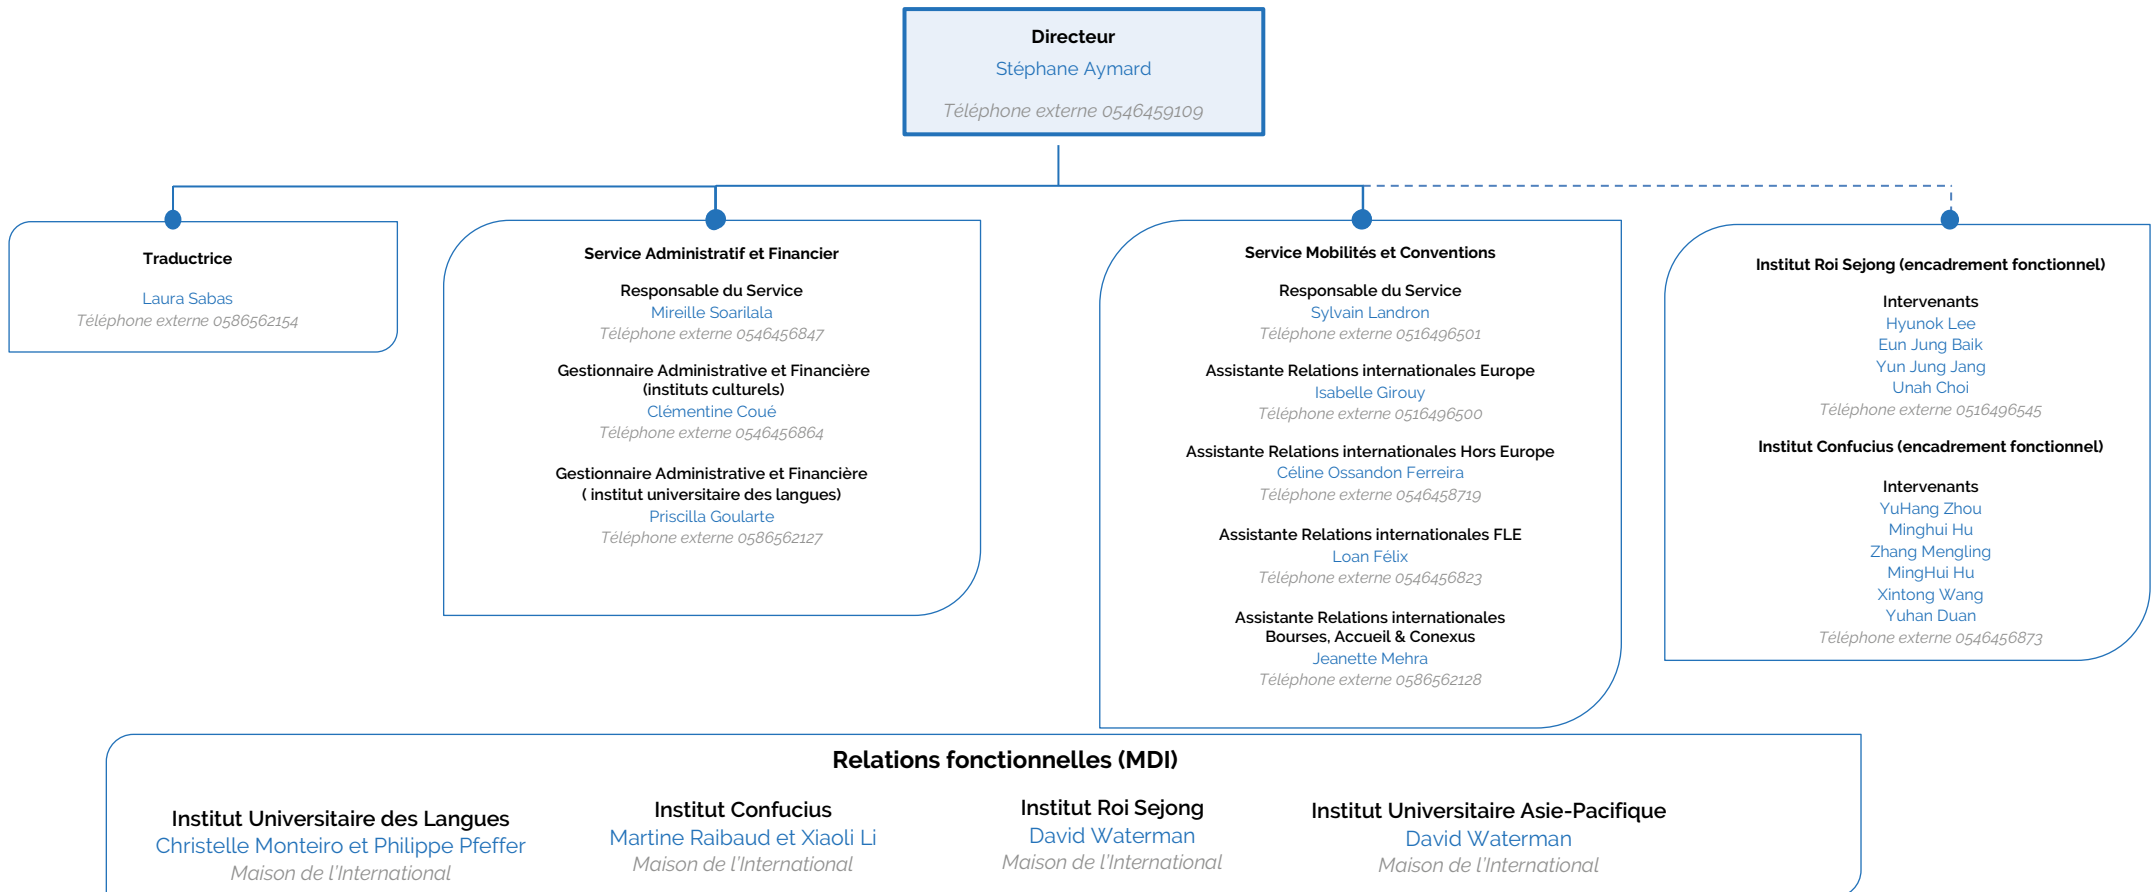 Directeur
Stéphane Aymard
Téléphone externe 0546459109
Traductrice
Laura Sabas
Téléphone externe 0586562154
Service Administratif et Financier
Responsable du Service
Mireille Soarilala
Téléphone externe 0546456847
Gestionnaire Administrative et Financière
(instituts culturels)
Clémentine Coué
Téléphone externe 0546456864
Gestionnaire Administrative et Financière
( institut universitaire des langues)
Priscilla Goularte
Téléphone externe 0586562127
Service Mobilités et Conventions
Responsable du Service
Sylvain Landron
Téléphone externe 0516496501
Assistante Relations internationales Europe
Isabelle Girouy
Téléphone externe 0516496500
Assistante Relations internationales Hors Europe
Céline Ossandon Ferreira
Téléphone externe 0546458719
Assistante Relations internationales FLE
Loan Félix
Téléphone externe 0546456823
Assistante Relations internationales
Bourses, Accueil & Conexus
Jeanette Mehra
Téléphone externe 0586562128
Institut Roi Sejong (encadrement fonctionnel)
Intervenants
Hyunok Lee
Eun Jung Baik
Yun Jung Jang
Unah Choi
Téléphone externe 0516496545
Institut Confucius (encadrement fonctionnel)
Intervenants
YuHang Zhou
Minghui Hu
Zhang Mengling
MingHui Hu
Xintong Wang
Yuhan Duan
Téléphone externe 0546456873
Relations fonctionnelles (MDI)
Institut Universitaire des Langues
Christelle Monteiro et Philippe Pfeffer
Maison de l'International
Institut Confucius
Martine Raibaud et Xiaoli Li
Maison de l'International
Institut Roi Sejong
David Waterman
Maison de l'International
Institut Universitaire Asie-Pacifique
David Waterman
Maison de l'International